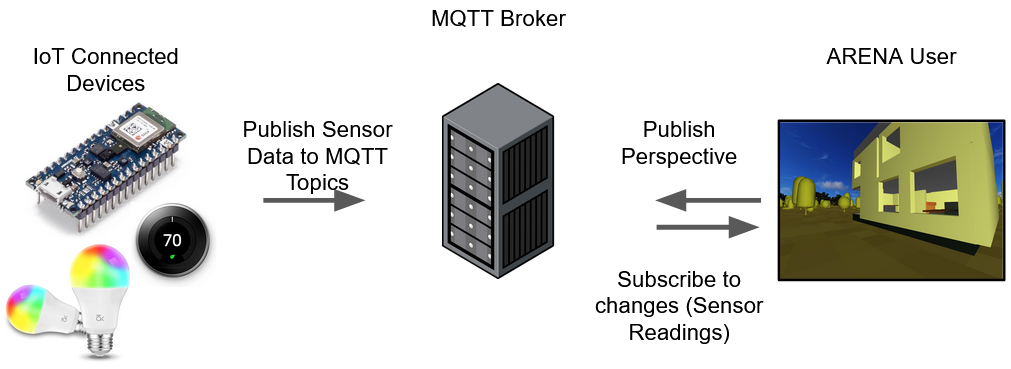 MQTT Broker
IoT Connected
Devices
ARENA User
Publish Sensor
Data to MQTT
Topics
70
Publish
Perspective
Subscribe to
changes (Sensor
Readings)